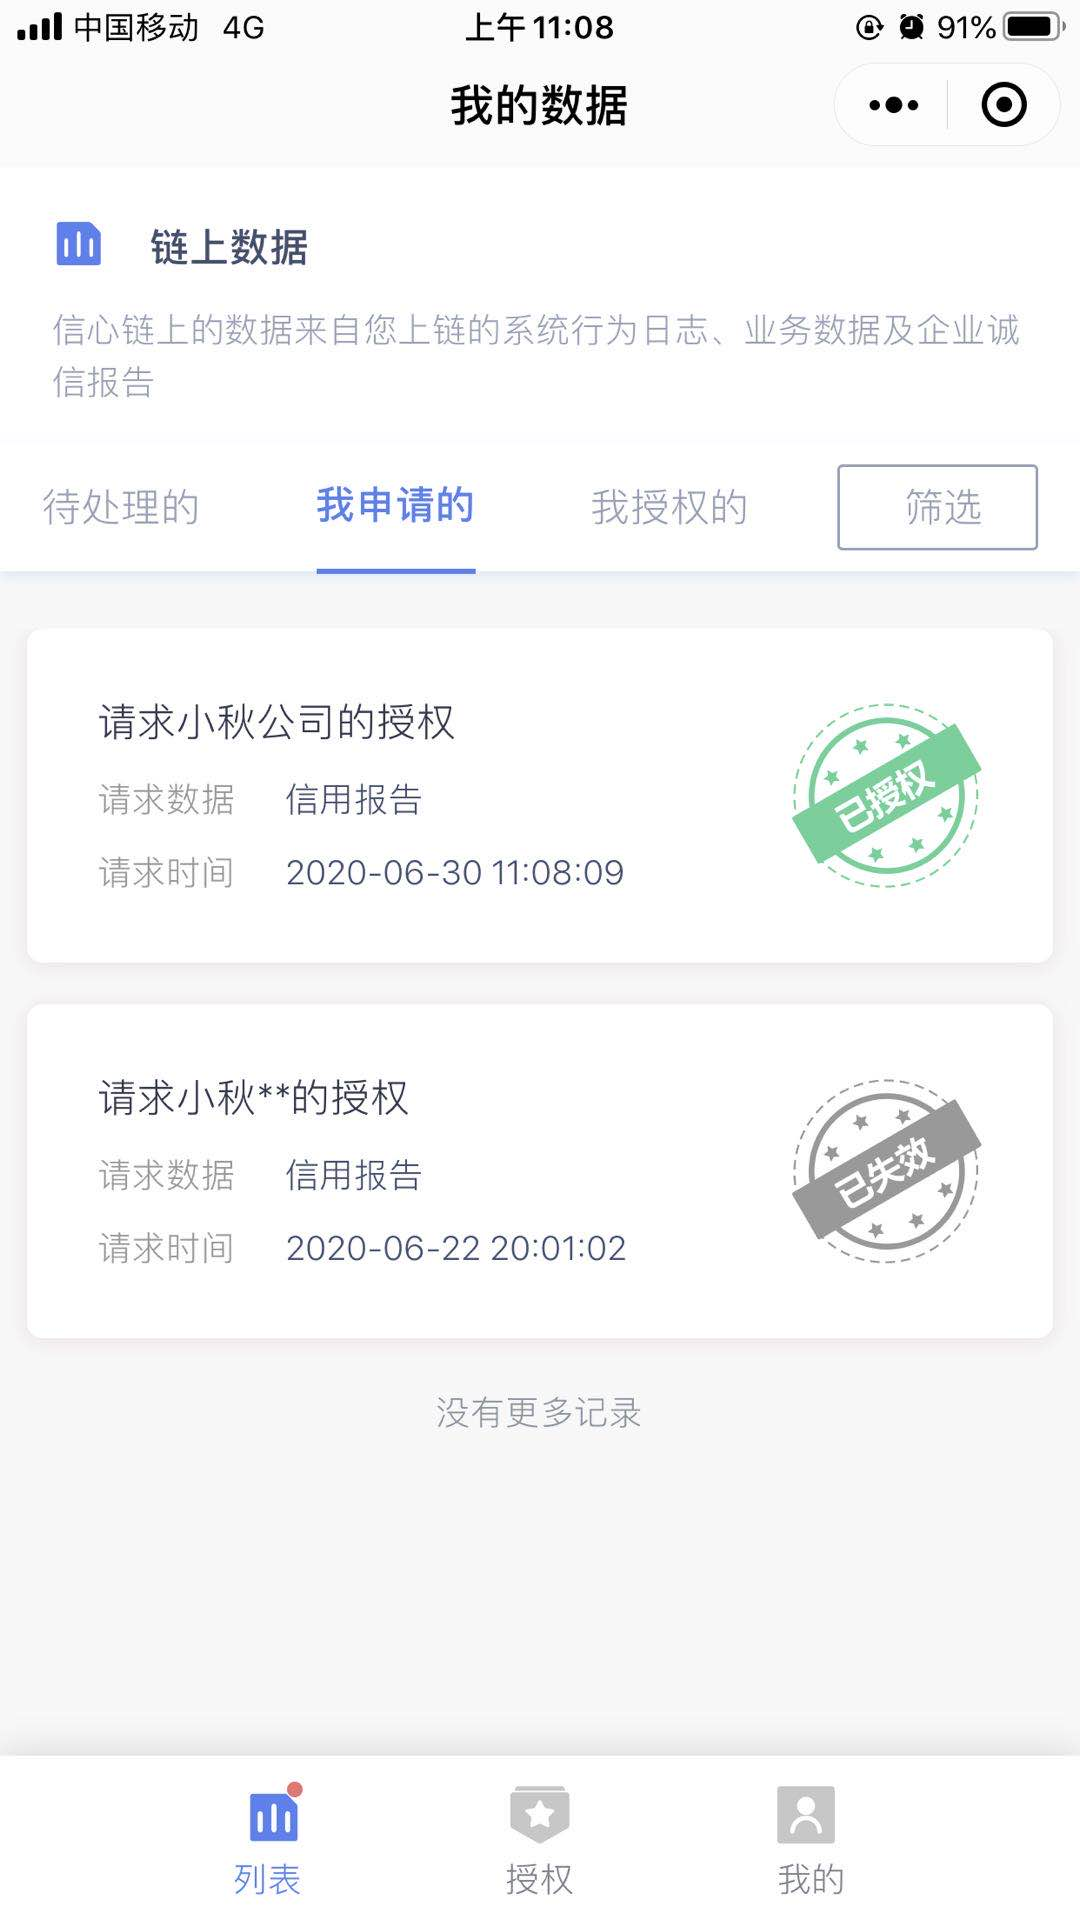 中国移动 4G 上午11:08 91%
我的数据
链上数据
信心链上的数据来自您上链的系统行为日志、业务数据及企业诚
信报告
待处理的 我申请的 我授权的 筛选
请求小秋公司的授权
请求数据 信用报告
请求时间 2020-06-30 11:08:09
已授权
请求小秋**的授权
请求数据 信用报告
请求时间 2020-06-22 20:01:02
已失效
没有更多记录
列表 授权 我的